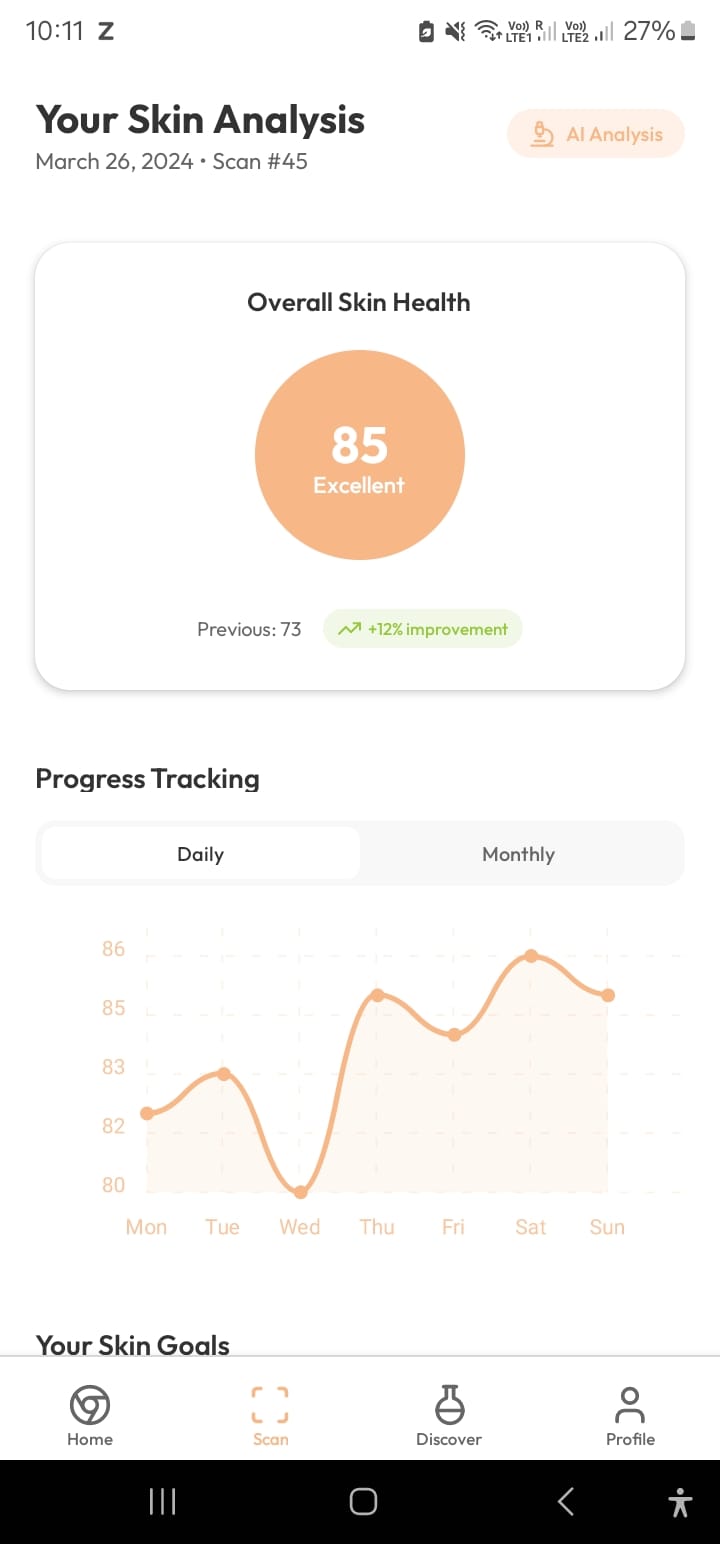 10:11 Z Vo)) R LTE1 Vo)) LTE2 27%
Your Skin Analysis
March 26, 2024 • Scan #45
AI Analysis
Overall Skin Health
85
Excellent
Previous: 73
+12% improvement
Progress Tracking
Daily Monthly
86
85
83
82
80
Mon Tue Wed Thu Fri Sat Sun
Your Skin Goals
Home Scan Discover Profile